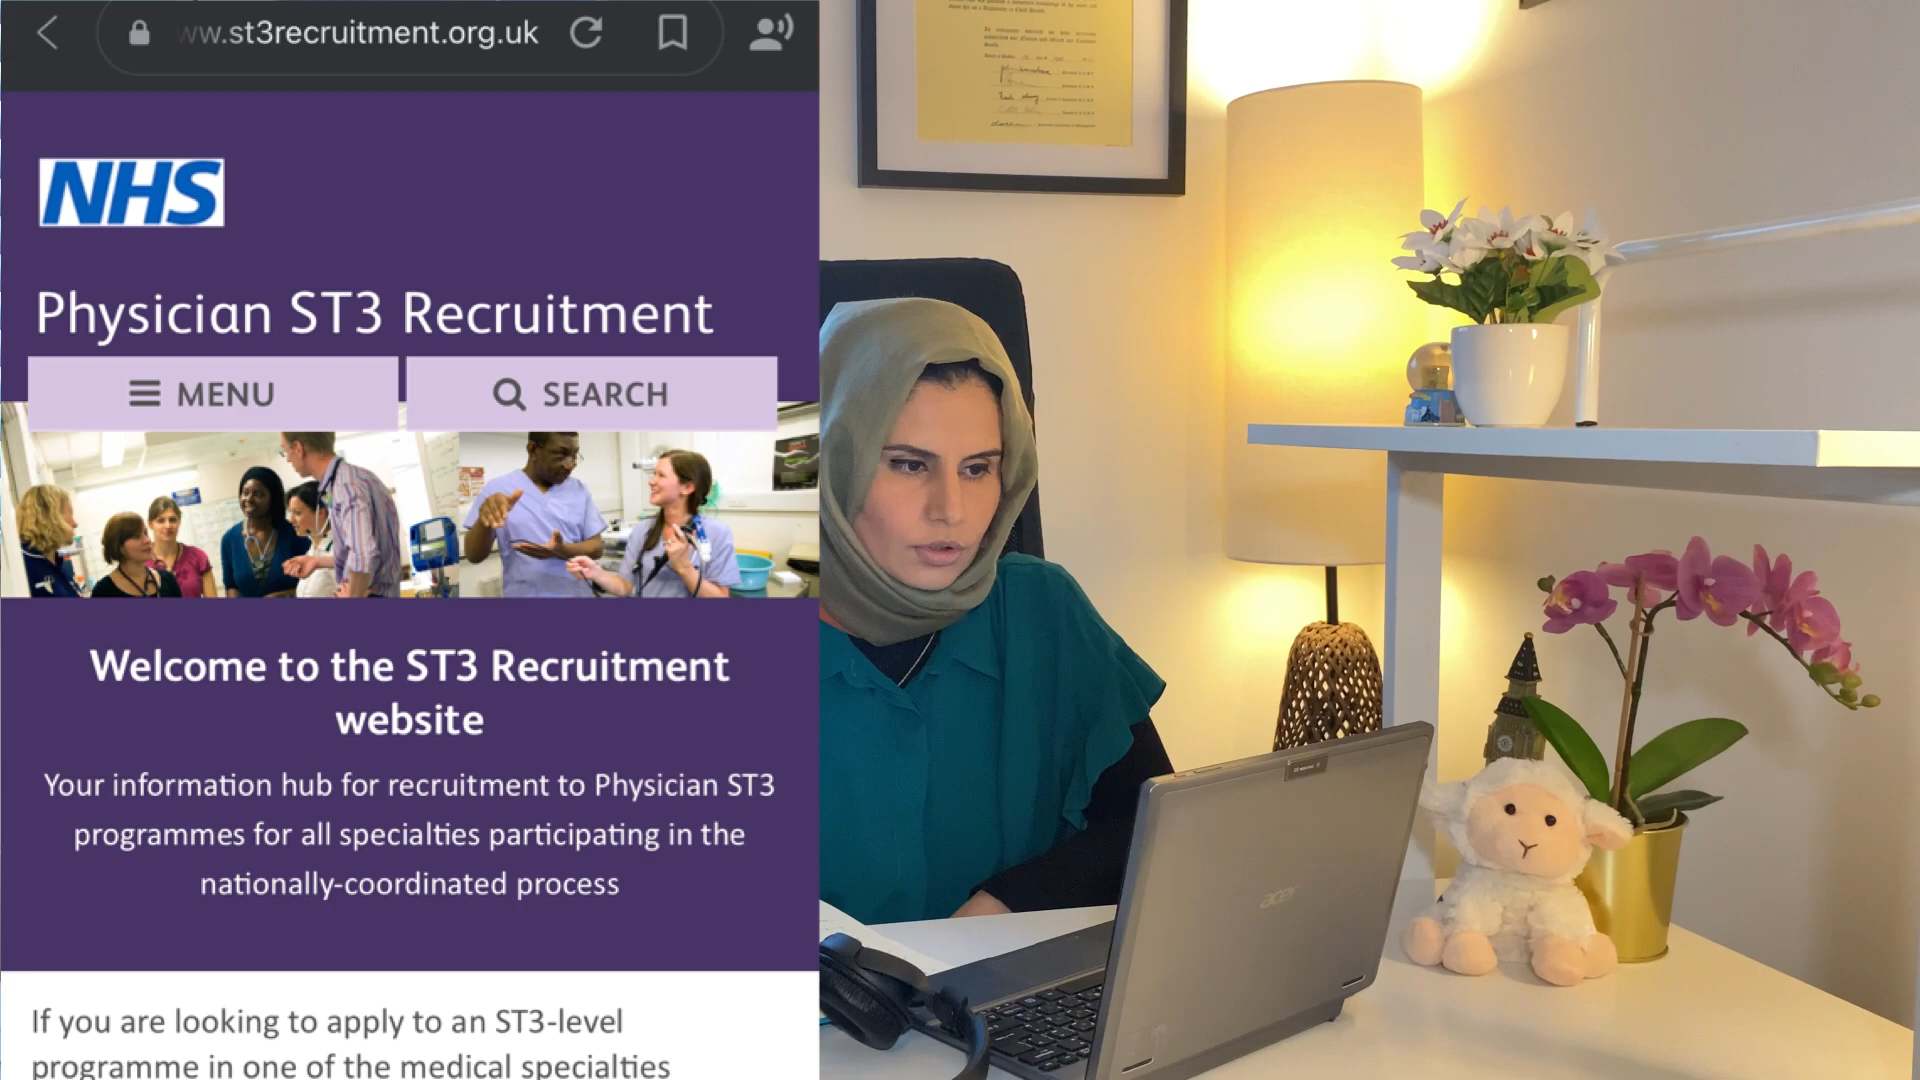 ww.st3recruitment.org.uk
NHS
Physician ST3 Recruitment
MENU
SEARCH
Welcome to the ST3 Recruitment
website
Your information hub for recruitment to Physician ST3
programmes for all specialties participating in the
nationally-coordinated process
If you are looking to apply to an ST3-level
programme in one of the medical specialties
acer